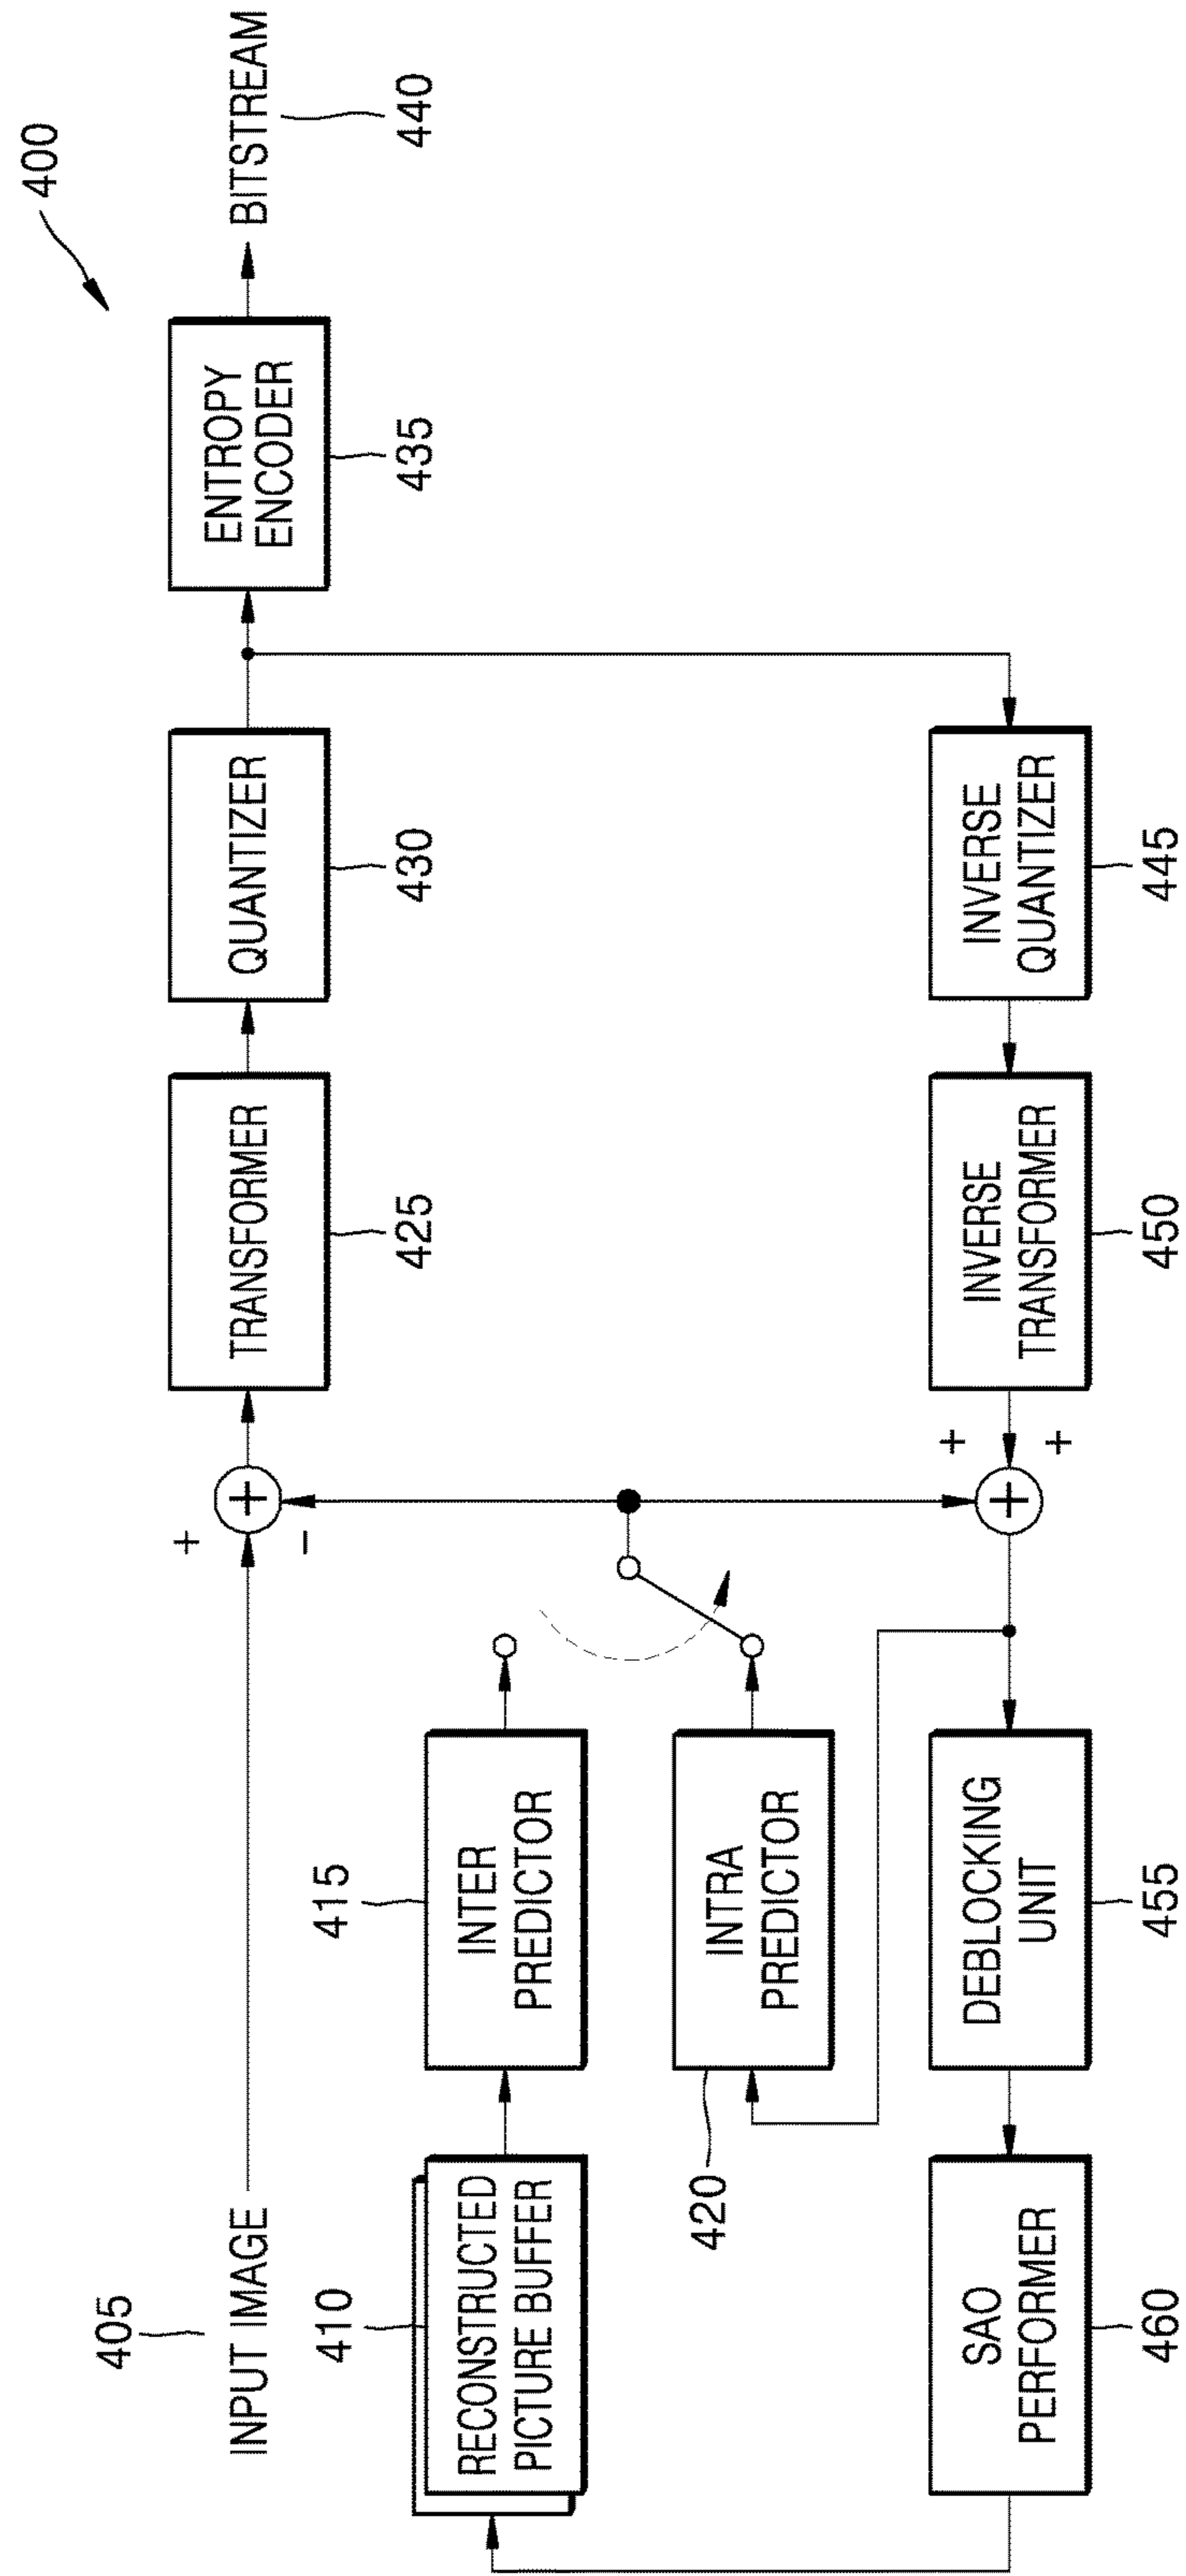 400
405
INPUT IMAGE
+
−
+
TRANSFORMER
425
QUANTIZER
430
ENTROPY
ENCODER
435
BITSTREAM
440
410
RECONSTRUCTED
PICTURE BUFFER
415
INTER
PREDICTOR
420
INTRA
PREDICTOR
SAO
PERFORMER
460
DEBLOCKING
UNIT
455
+
+
+
INVERSE
TRANSFORMER
450
INVERSE
QUANTIZER
445